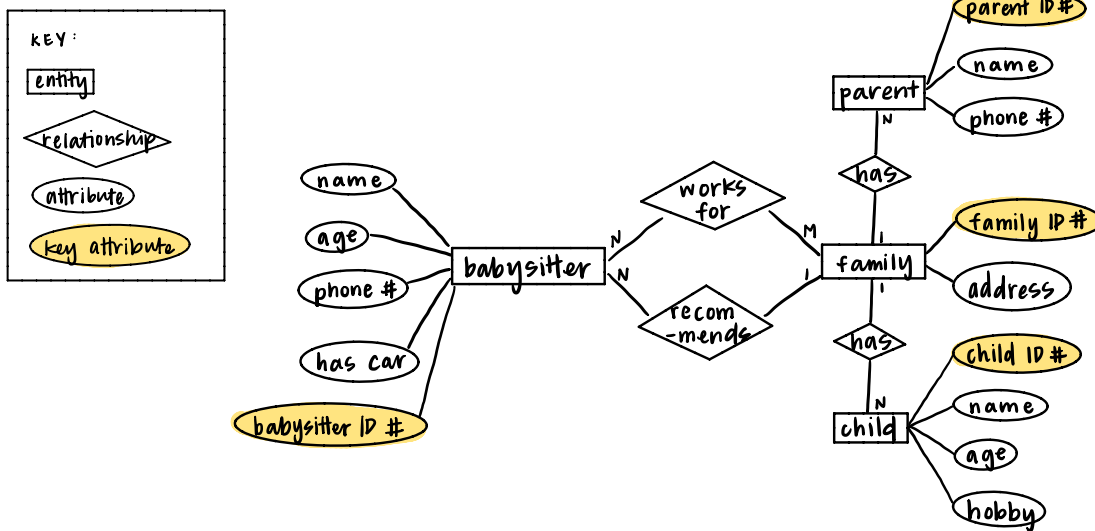 KEY:
entity
relationship
attribute
key attribute
name
age
phone #
has car
babysitter ID #
babysitter
N
N
works
for
M
recom
-mends
1
parent ID #
name
phone #
parent
N
has
1
family
1
family ID #
address
has
N
child
child ID #
name
age
hobby